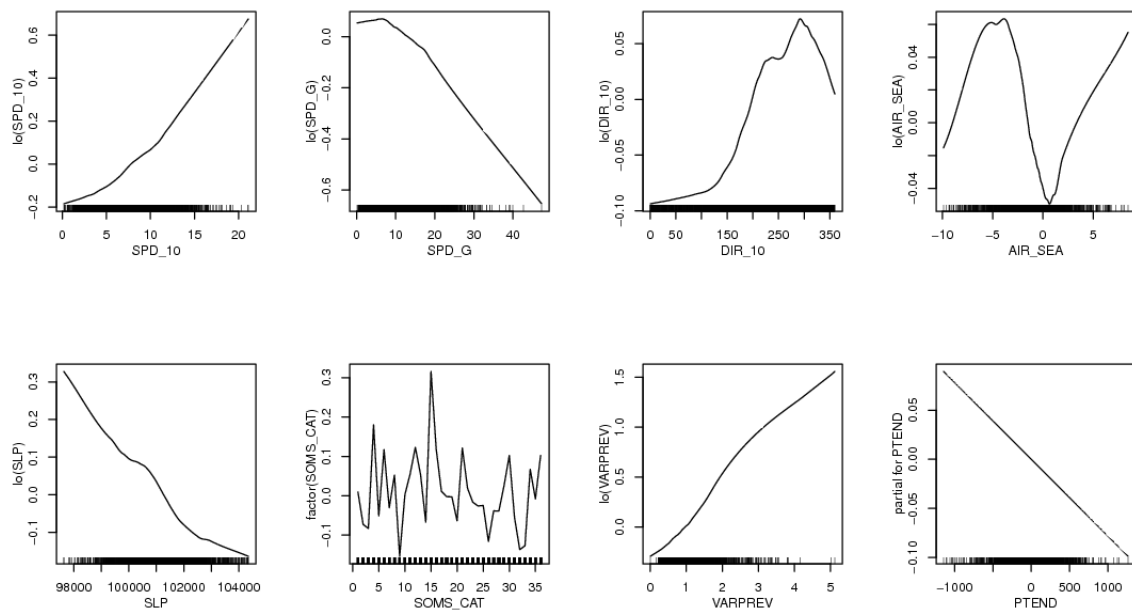 lo(SPD_10)
0.6
0.4
0.2
0.0
−0.2
0 5 10 15 20
SPD_10
lo(SPD_G)
0.0
−0.2
−0.4
−0.6
0 10 20 30 40
SPD_G
lo(DIR_10)
0.05
0.00
−0.05
−0.10
0 50 150 250 350
DIR_10
lo(AIR_SEA)
0.04
0.00
−0.04
−10 −5 0 5
AIR_SEA
lo(SLP)
0.3
0.2
0.1
0.0
−0.1
98000 100000 102000 104000
SLP
factor(SOMS_CAT)
0.3
0.2
0.1
0.0
−0.1
0 5 10 15 20 25 30 35
SOMS_CAT
lo(VARPREV)
1.5
1.0
0.5
0.0
0 1 2 3 4 5
VARPREV
partial for PTEND
0.05
0.00
−0.05
−0.10
−1000 −500 0 500 1000
PTEND